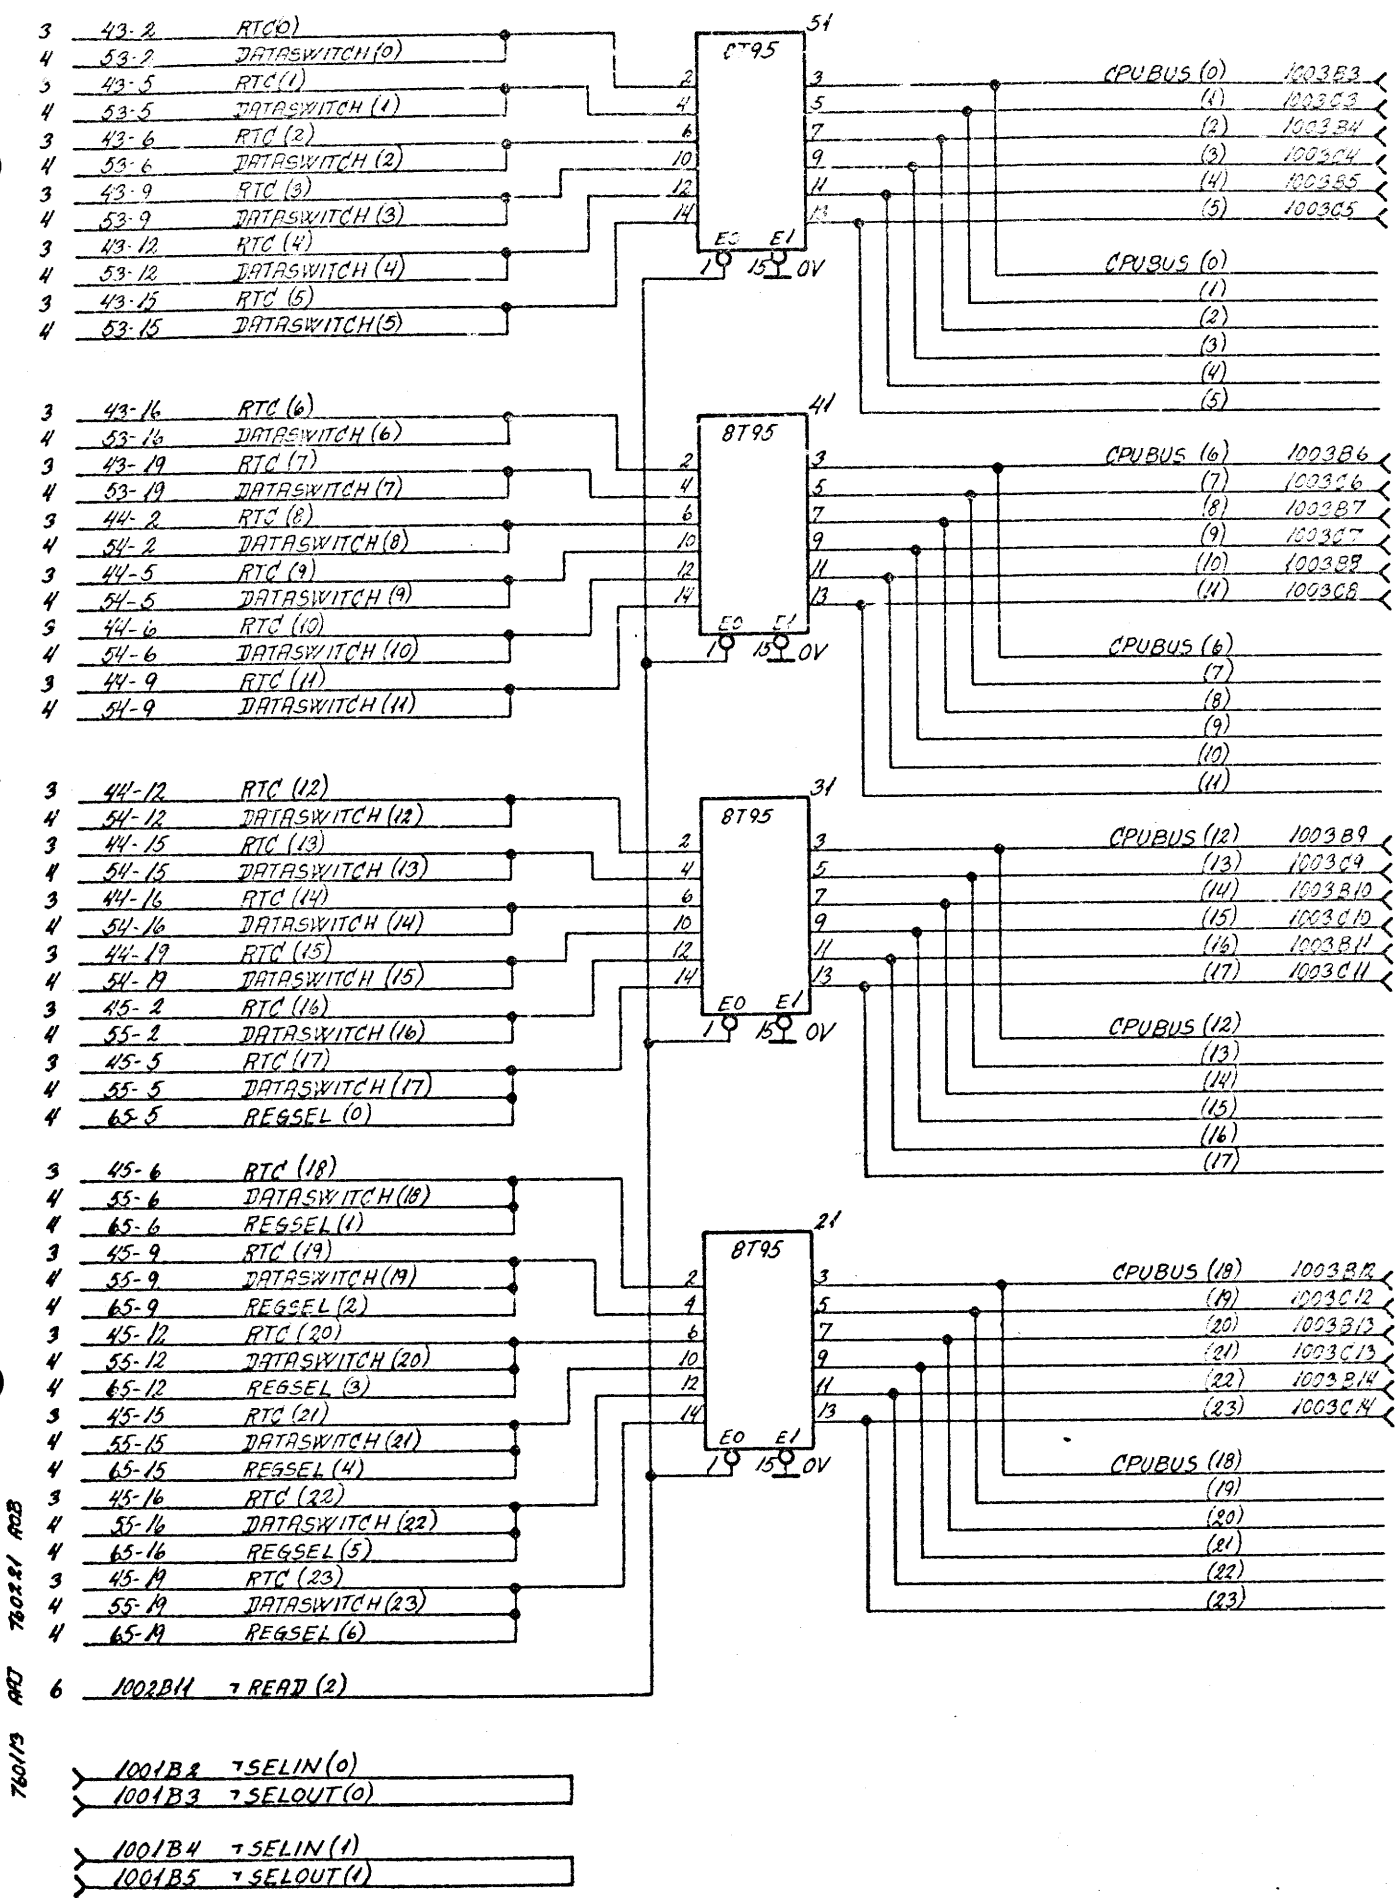 3 43-2 RTC(0)
4 53-2 DATASWITCH(0)
3 43-5 RTC(1)
4 53-5 DATASWITCH(1)
3 43-6 RTC(2)
4 53-6 DATASWITCH(2)
3 43-9 RTC(3)
4 53-9 DATASWITCH(3)
3 43-12 RTC(4)
4 53-12 DATASWITCH(4)
3 43-15 RTC(5)
4 53-15 DATASWITCH(5)
51
8T95
2 3
4 5
6 7
10 9
12 11
14 13
E0 E1
1 15 0V
CPUBUS(0) 1003B3
(1) 1003C3
(2) 1003B4
(3) 1003C4
(4) 1003B5
(5) 1003C5
CPUBUS(0)
(1)
(2)
(3)
(4)
(5)
3 43-16 RTC(6)
4 53-16 DATASWITCH(6)
3 43-19 RTC(7)
4 53-19 DATASWITCH(7)
3 44-2 RTC(8)
4 54-2 DATASWITCH(8)
3 44-5 RTC(9)
4 54-5 DATASWITCH(9)
3 44-6 RTC(10)
4 54-6 DATASWITCH(10)
3 44-9 RTC(11)
4 54-9 DATASWITCH(11)
41
8T95
2 3
4 5
6 7
10 9
12 11
14 13
E0 E1
1 15 0V
CPUBUS(6) 1003B6
(7) 1003C6
(8) 1003B7
(9) 1003C7
(10) 1003B8
(11) 1003C8
CPUBUS(6)
(7)
(8)
(9)
(10)
(11)
3 44-12 RTC(12)
4 54-12 DATASWITCH(12)
3 44-15 RTC(13)
4 54-15 DATASWITCH(13)
3 44-16 RTC(14)
4 54-16 DATASWITCH(14)
3 44-19 RTC(15)
4 54-19 DATASWITCH(15)
3 45-2 RTC(16)
4 55-2 DATASWITCH(16)
3 45-5 RTC(17)
4 55-5 DATASWITCH(17)
4 65-5 REGSEL(0)
31
8T95
2 3
4 5
6 7
10 9
12 11
14 13
E0 E1
1 15 0V
CPUBUS(12) 1003B9
(13) 1003C9
(14) 1003B10
(15) 1003C10
(16) 1003B11
(17) 1003C11
CPUBUS(12)
(13)
(14)
(15)
(16)
(17)
3 45-6 RTC(18)
4 55-6 DATASWITCH(18)
4 65-6 REGSEL(1)
3 45-9 RTC(19)
4 55-9 DATASWITCH(19)
4 65-9 REGSEL(2)
3 45-12 RTC(20)
4 55-12 DATASWITCH(20)
4 65-12 REGSEL(3)
3 45-15 RTC(21)
4 55-15 DATASWITCH(21)
4 65-15 REGSEL(4)
3 45-16 RTC(22)
4 55-16 DATASWITCH(22)
4 65-16 REGSEL(5)
3 45-19 RTC(23)
4 55-19 DATASWITCH(23)
4 65-19 REGSEL(6)
21
8T95
2 3
4 5
6 7
10 9
12 11
14 13
E0 E1
1 15 0V
CPUBUS(18) 1003B12
(19) 1003C12
(20) 1003B13
(21) 1003C13
(22) 1003B14
(23) 1003C14
CPUBUS(18)
(19)
(20)
(21)
(22)
(23)
6 1002B11 ¬READ(2)
1001B2 ¬SELIN(0)
1001B3 ¬SELOUT(0)
1001B4 ¬SELIN(1)
1001B5 ¬SELOUT(1)
760113 760221